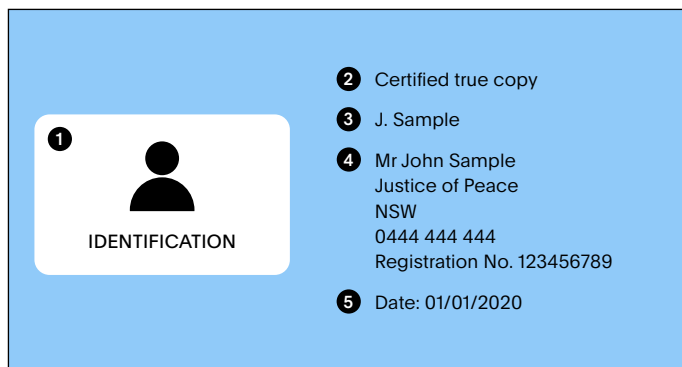 1
IDENTIFICATION
2 Certified true copy
3 J. Sample
4 Mr John Sample
Justice of Peace
NSW
0444 444 444
Registration No. 123456789
5 Date: 01/01/2020